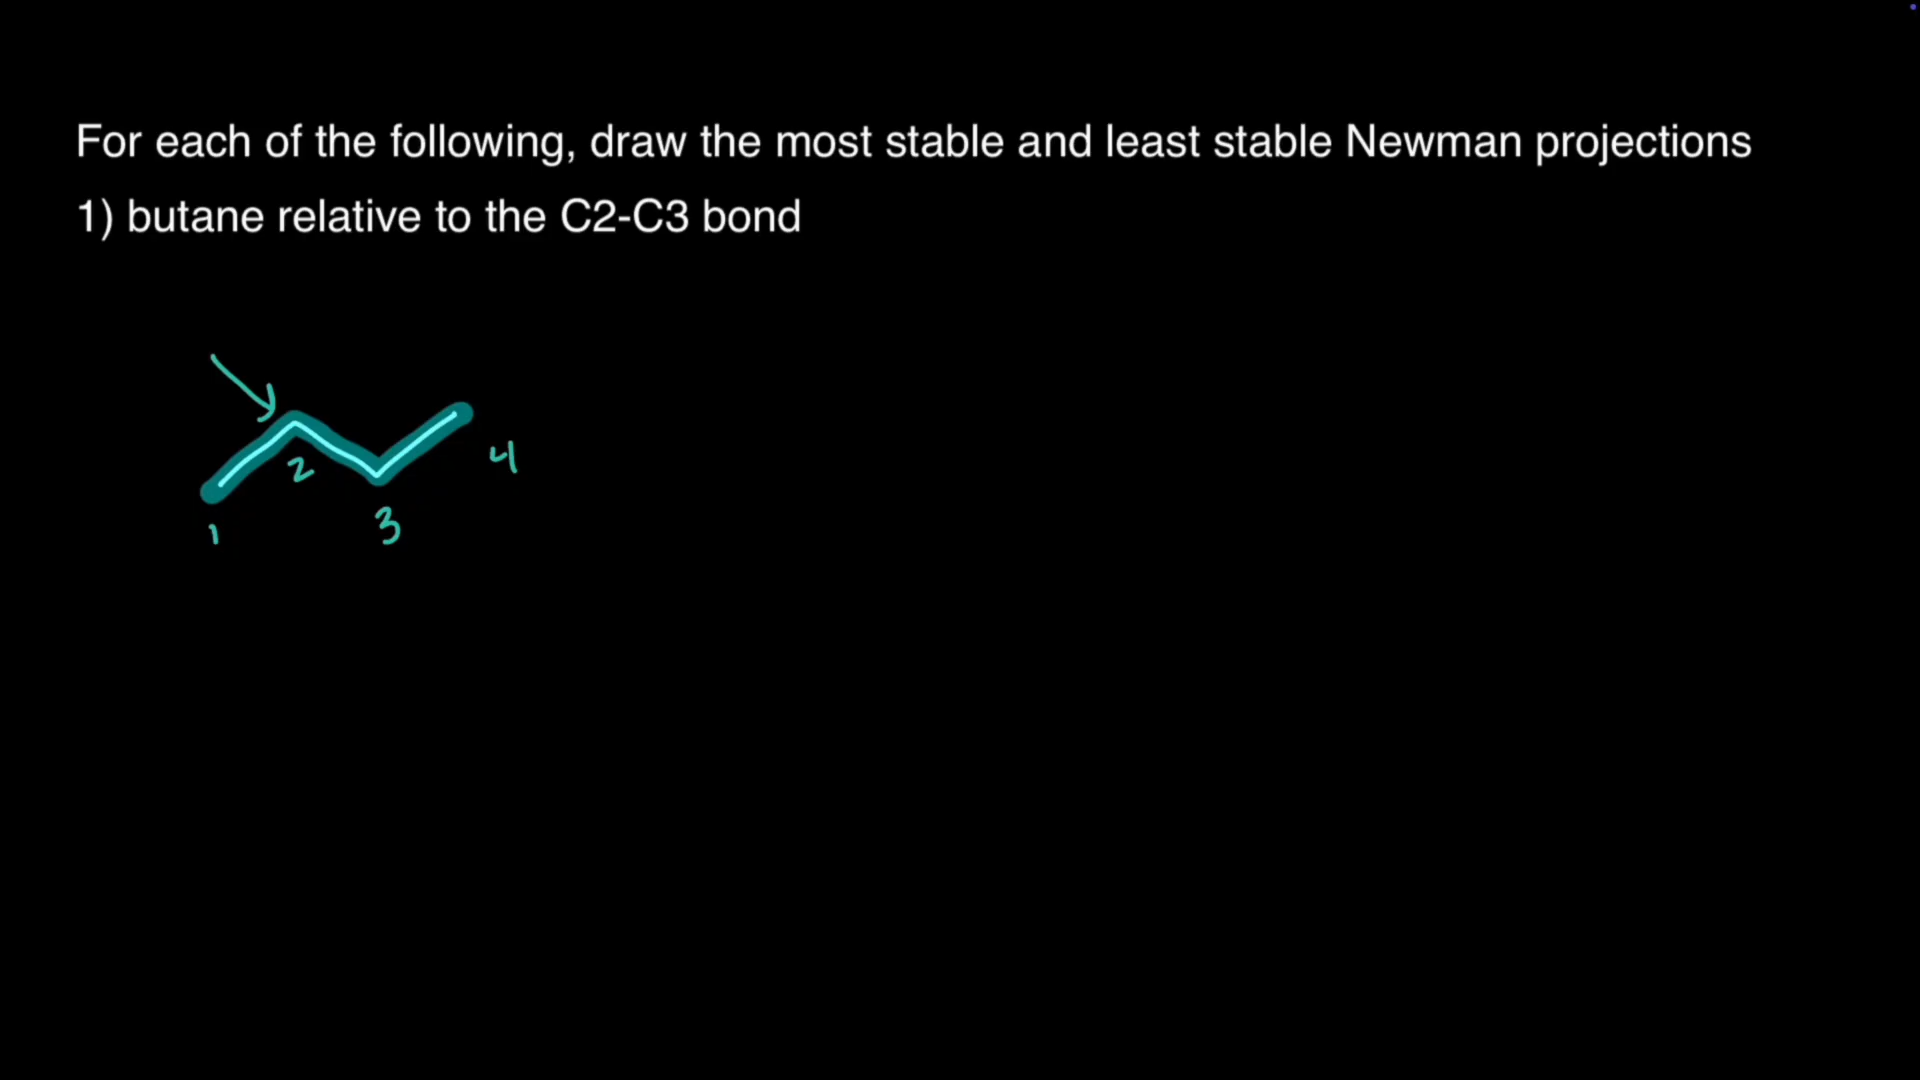 For each of the following, draw the most stable and least stable Newman projections
1) butane relative to the C2-C3 bond
2
4
1
3